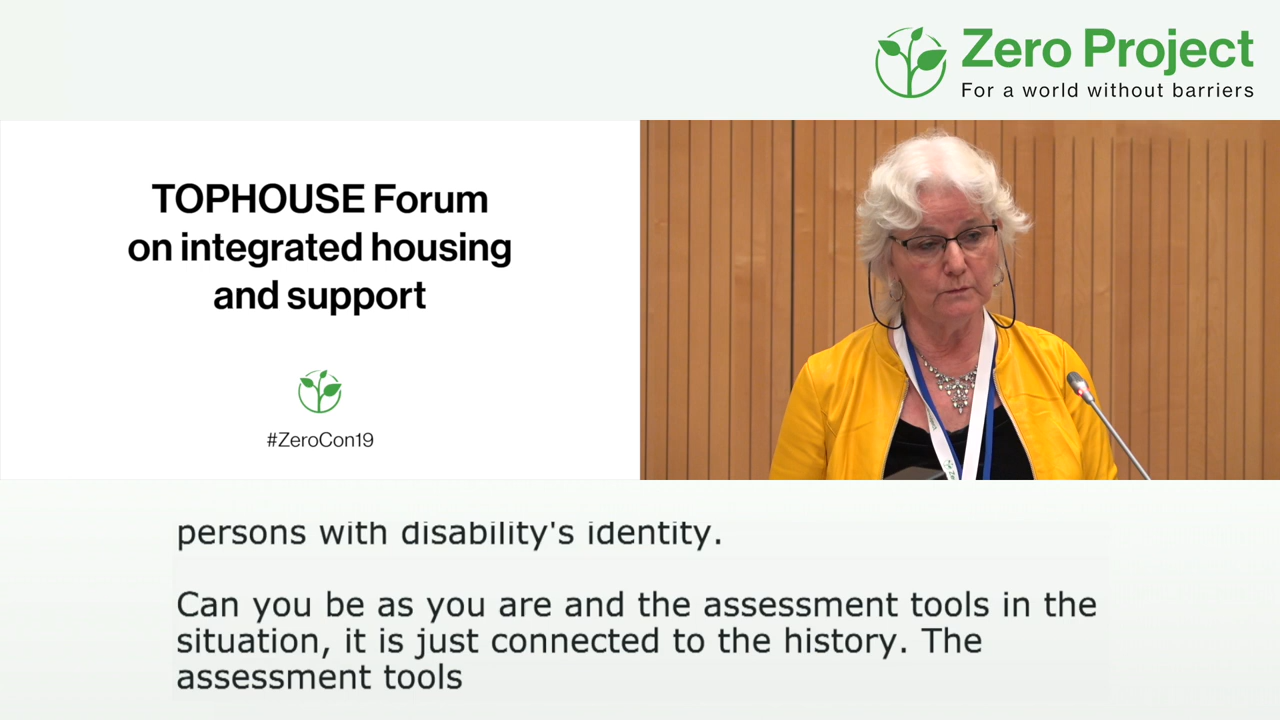 Zero Project
For a world without barriers
TOPHOUSE Forum
on integrated housing
and support
#ZeroCon19
persons with disability's identity.
Can you be as you are and the assessment tools in the
situation, it is just connected to the history. The
assessment tools